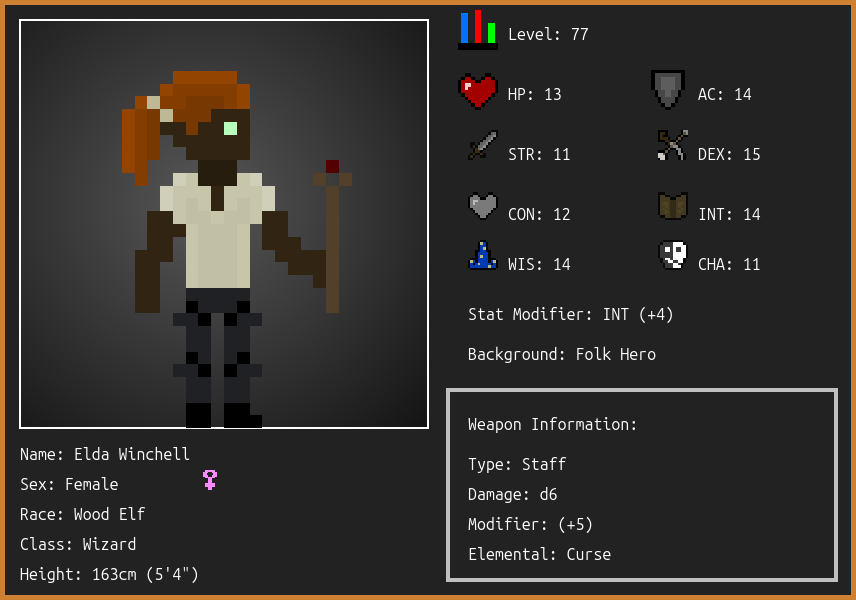 Level: 77
HP: 13
AC: 14
STR: 11
DEX: 15
CON: 12
INT: 14
WIS: 14
CHA: 11
Stat Modifier: INT (+4)
Background: Folk Hero
Weapon Information:
Type: Staff
Damage: d6
Modifier: (+5)
Elemental: Curse
Name: Elda Winchell
Sex: Female
Race: Wood Elf
Class: Wizard
Height: 163cm (5'4")